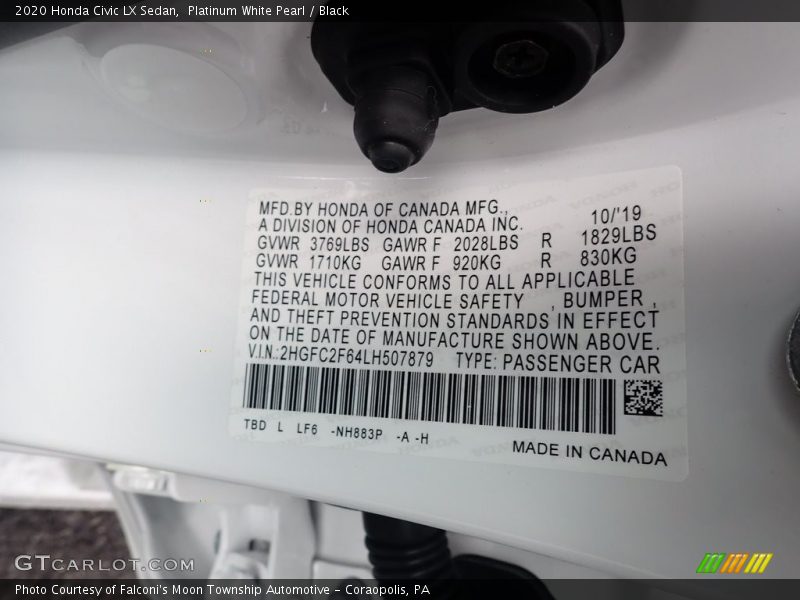 2020 Honda Civic LX Sedan, Platinum White Pearl / Black
MFD.BY HONDA OF CANADA MFG., 10/'19
A DIVISION OF HONDA CANADA INC.
GVWR 3769LBS GAWR F 2028LBS R 1829LBS
GVWR 1710KG GAWR F 920KG R 830KG
THIS VEHICLE CONFORMS TO ALL APPLICABLE
FEDERAL MOTOR VEHICLE SAFETY , BUMPER ,
AND THEFT PREVENTION STANDARDS IN EFFECT
ON THE DATE OF MANUFACTURE SHOWN ABOVE.
V.I.N.:2HGFC2F64LH507879 TYPE: PASSENGER CAR
TBD L LF6 -NH883P -A -H
MADE IN CANADA
GTCARLOT.COM
Photo Courtesy of Falconi's Moon Township Automotive – Coraopolis, PA